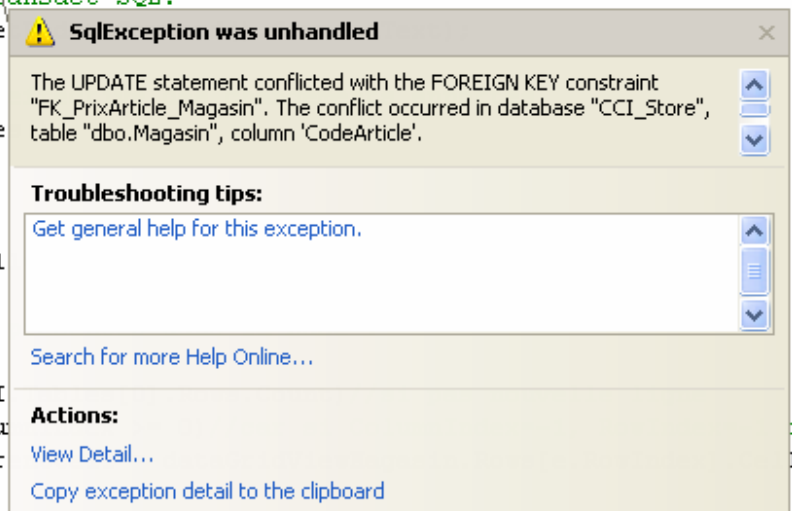 SqlException was unhandled
The UPDATE statement conflicted with the FOREIGN KEY constraint
"FK_PrixArticle_Magasin". The conflict occurred in database "CCI_Store",
table "dbo.Magasin", column 'CodeArticle'.
Troubleshooting tips:
Get general help for this exception.
Search for more Help Online...
Actions:
View Detail...
Copy exception detail to the clipboard